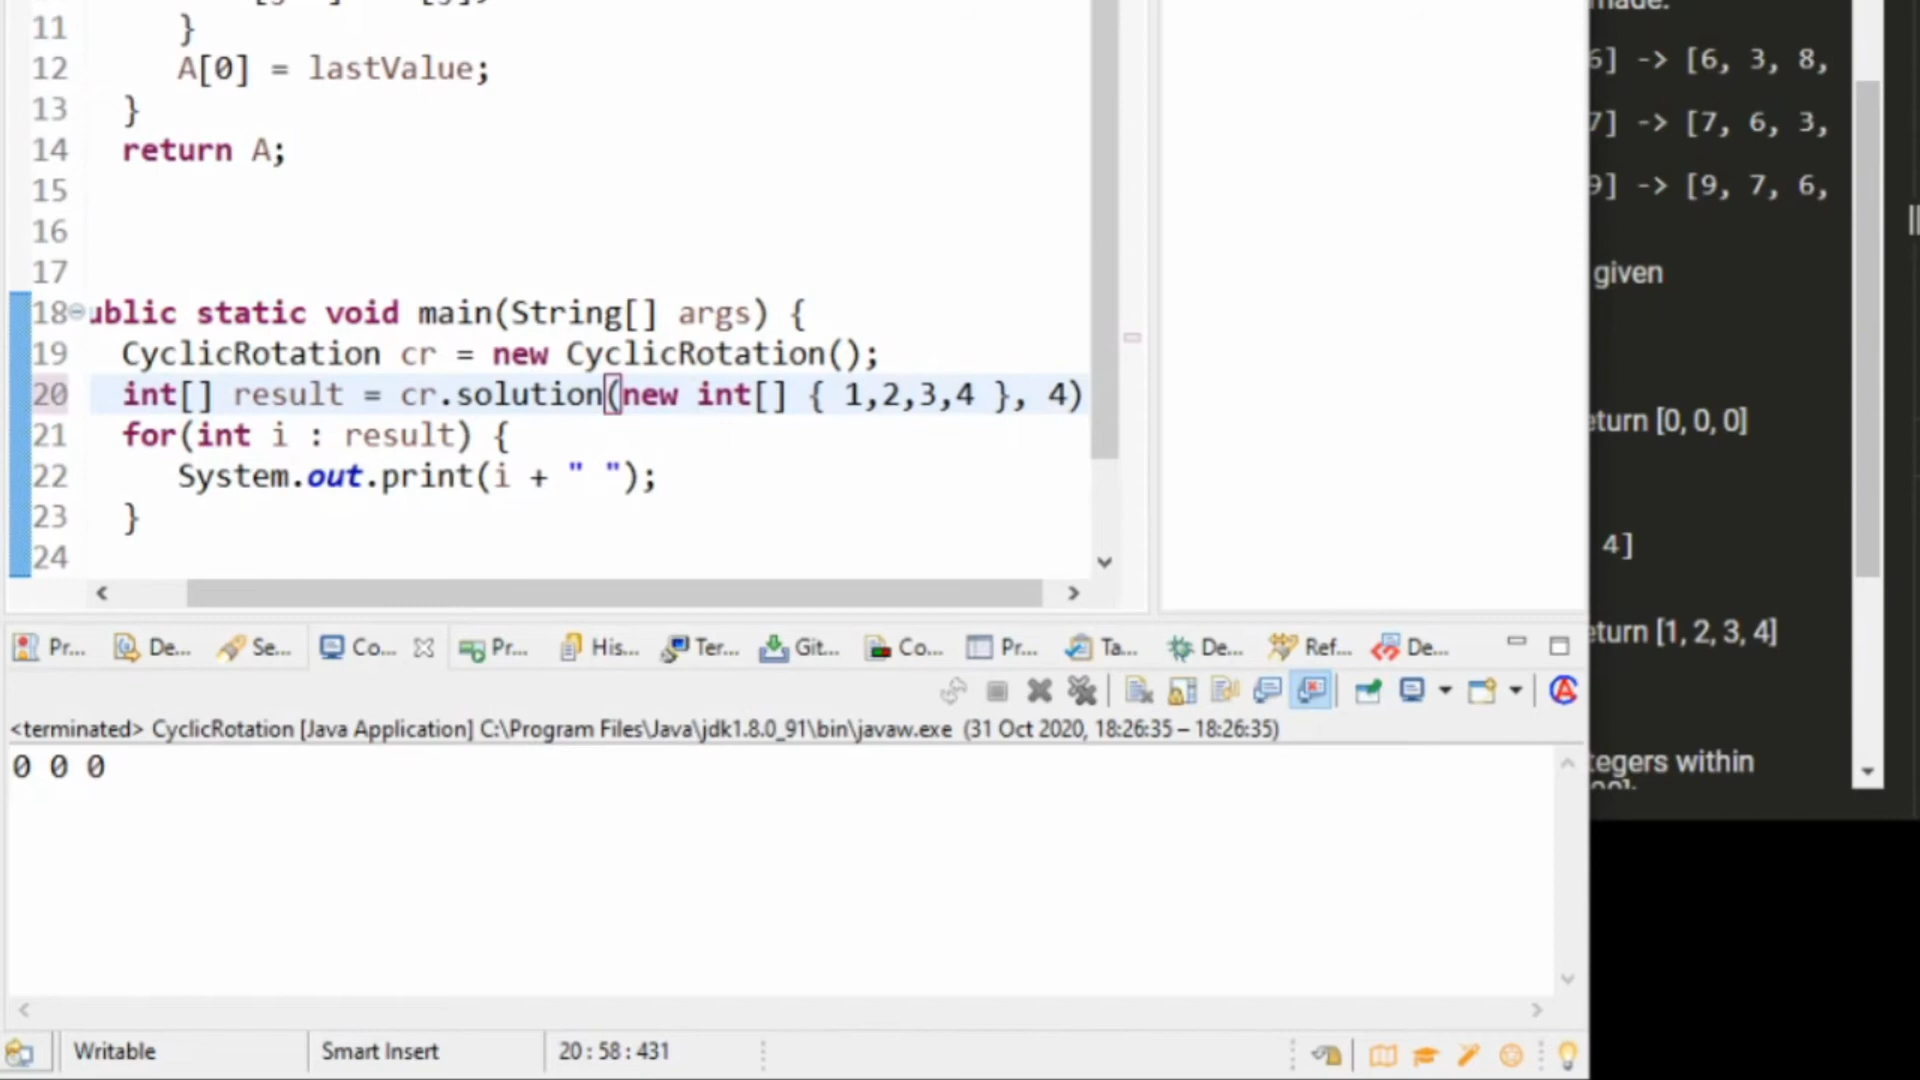 11 }
12 A[0] = lastValue;
13 }
14 return A;
15
16
17
18 ublic static void main(String[] args) {
19 CyclicRotation cr = new CyclicRotation();
20 int[] result = cr.solution(new int[] { 1,2,3,4 }, 4)
21 for(int i : result) {
22 System.out.print(i + " ");
23 }
24
made:
6] -> [6, 3, 8,
7] -> [7, 6, 3,
9] -> [9, 7, 6,
given
eturn [0, 0, 0]
4]
eturn [1, 2, 3, 4]
tegers within
Pr... De... Se... Co... Pr... His... Ter... Git... Co... Pr... Ta... De... Ref... De...
<terminated> CyclicRotation [Java Application] C:\Program Files\Java\jdk1.8.0_91\bin\javaw.exe (31 Oct 2020, 18:26:35 – 18:26:35)
0 0 0
Writable Smart Insert 20 : 58 : 431